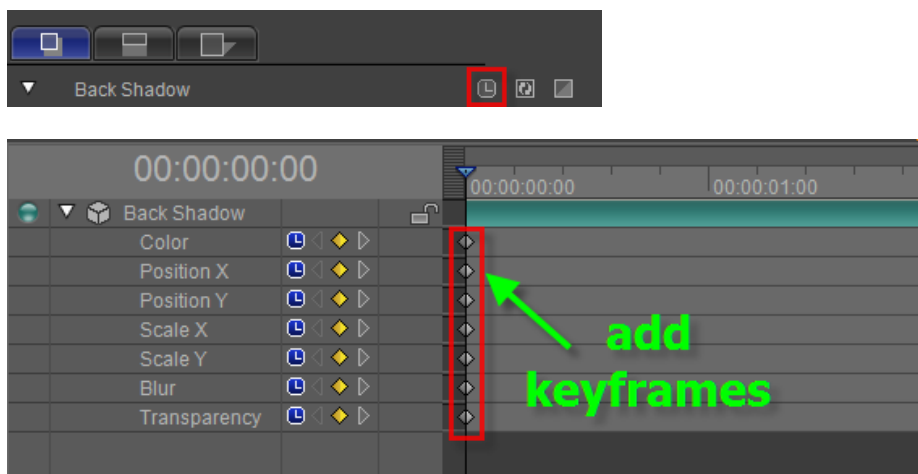 Back Shadow
00:00:00:00
00:00:00:00 00:00:01:00
Back Shadow
Color
Position X
Position Y
Scale X
add
Scale Y
keyframes
Blur
Transparency